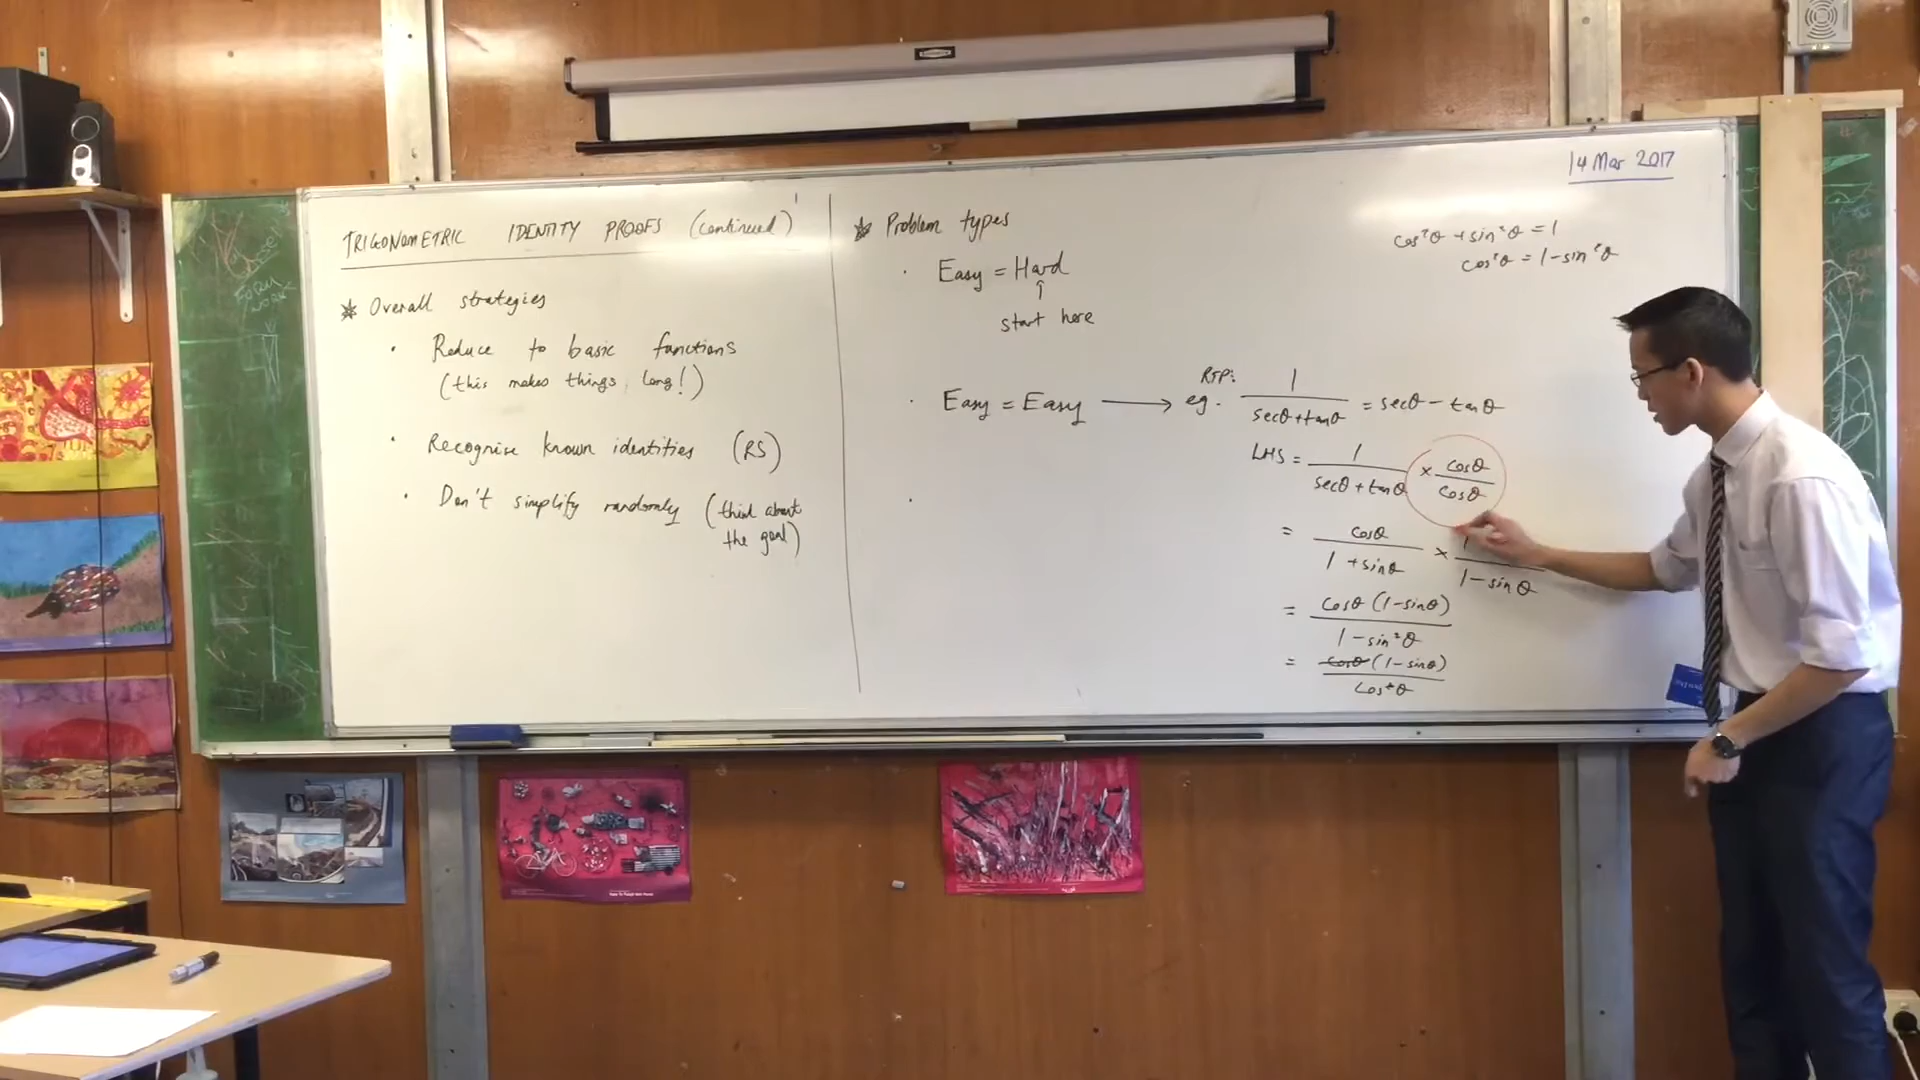 TRIGONOMETRIC IDENTITY PROOFS (continued)
Overall strategies
· Reduce to basic functions
(this makes things long!)
· Recognise known identities (RS)
· Don't simplify randomly (think about
the goal)
Problem types
· Easy = Hard
↑
start here
· Easy = Easy → eg.
RTP: 1/(secθ+tanθ) = secθ - tanθ
LHS = 1/(secθ+tanθ) × cosθ/cosθ
= cosθ/(1+sinθ) × /(1-sinθ)
= cosθ(1-sinθ)/(1-sin²θ)
= cosθ(1-sinθ)/cos²θ
14 Mar 2017
cos²θ + sin²θ = 1
cos²θ = 1-sin²θ